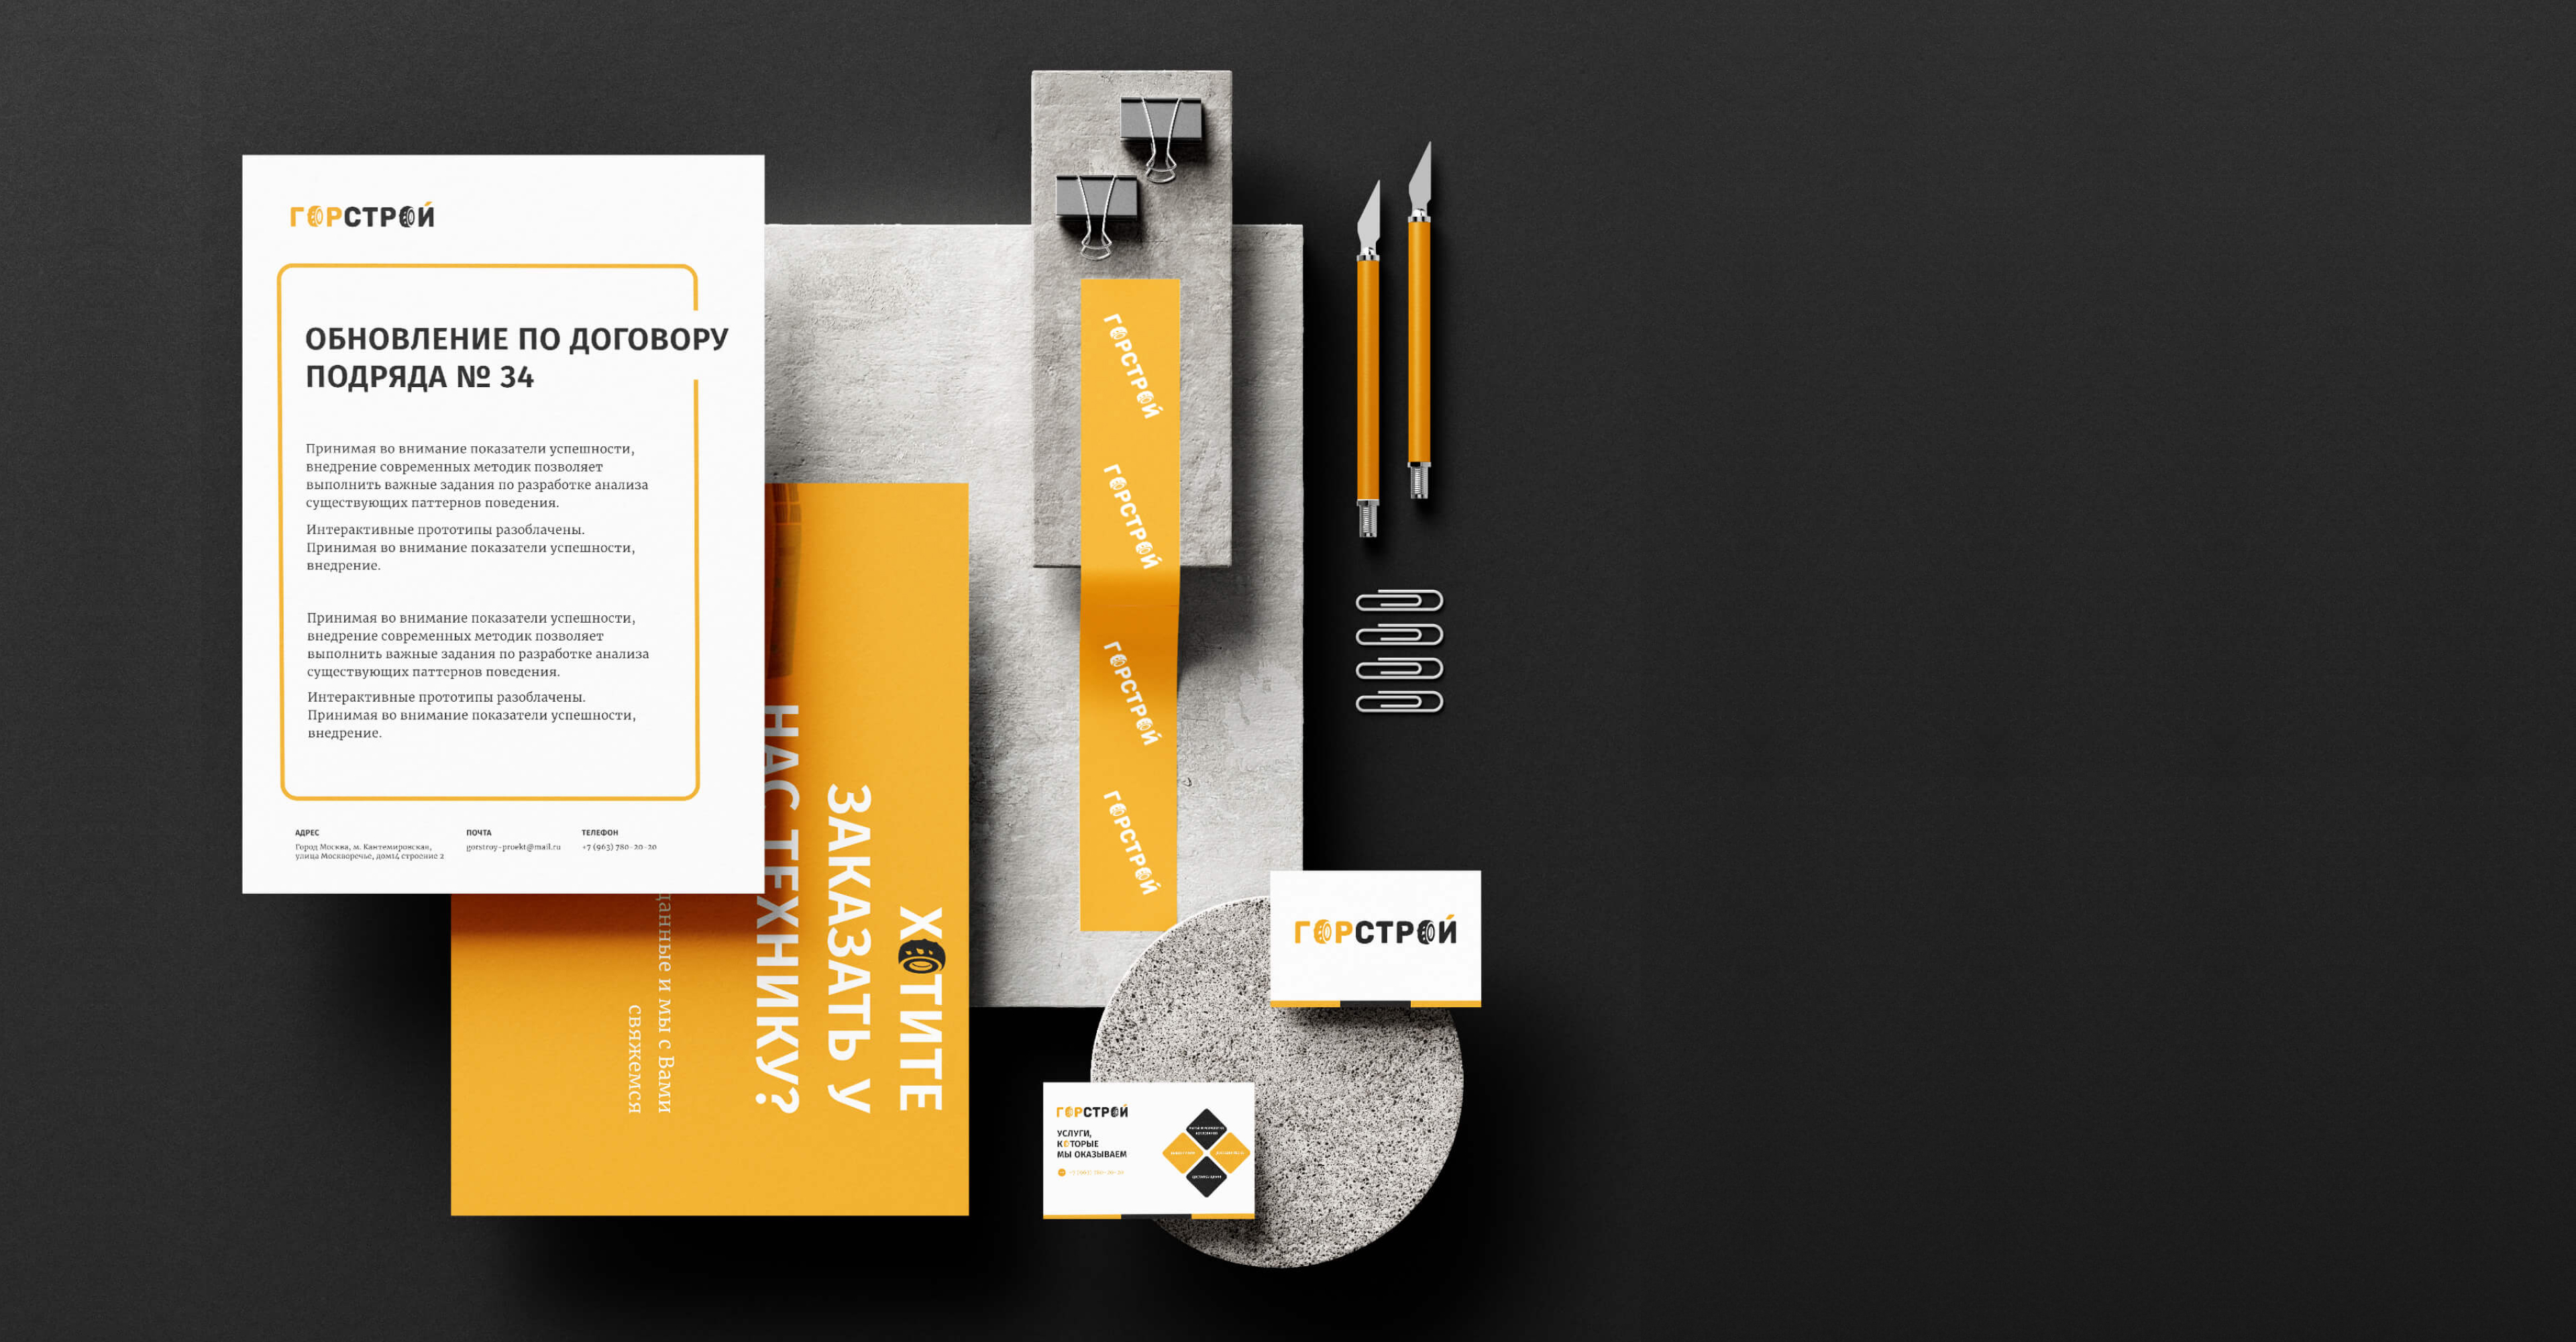 ГОРСТРОЙ
ОБНОВЛЕНИЕ ПО ДОГОВОРУ
ПОДРЯДА № 34
Принимая во внимание показатели успешности,
внедрение современных методик позволяет
выполнить важные задания по разработке анализа
существующих паттернов поведения.
Интерактивные прототипы разоблачены.
Принимая во внимание показатели успешности,
внедрение.
Принимая во внимание показатели успешности,
внедрение современных методик позволяет
выполнить важные задания по разработке анализа
существующих паттернов поведения.
Интерактивные прототипы разоблачены.
Принимая во внимание показатели успешности,
внедрение.
АДРЕС
Город Москва, м. Кантемировская,
улица Москворечье, дом14 строение 2
ПОЧТА
gorstroy-proekt@mail.ru
ТЕЛЕФОН
+7 (963) 780-20-20
ХОТИТЕ
ЗАКАЗАТЬ У
НАС ТЕХНИКУ?
данные и мы с Вами
свяжемся
ГОРСТРОЙ
ГОРСТРОЙ
ГОРСТРОЙ
ГОРСТРОЙ
ГОРСТРОЙ
ГОРСТРОЙ
УСЛУГИ,
КОТОРЫЕ
МЫ ОКАЗЫВАЕМ